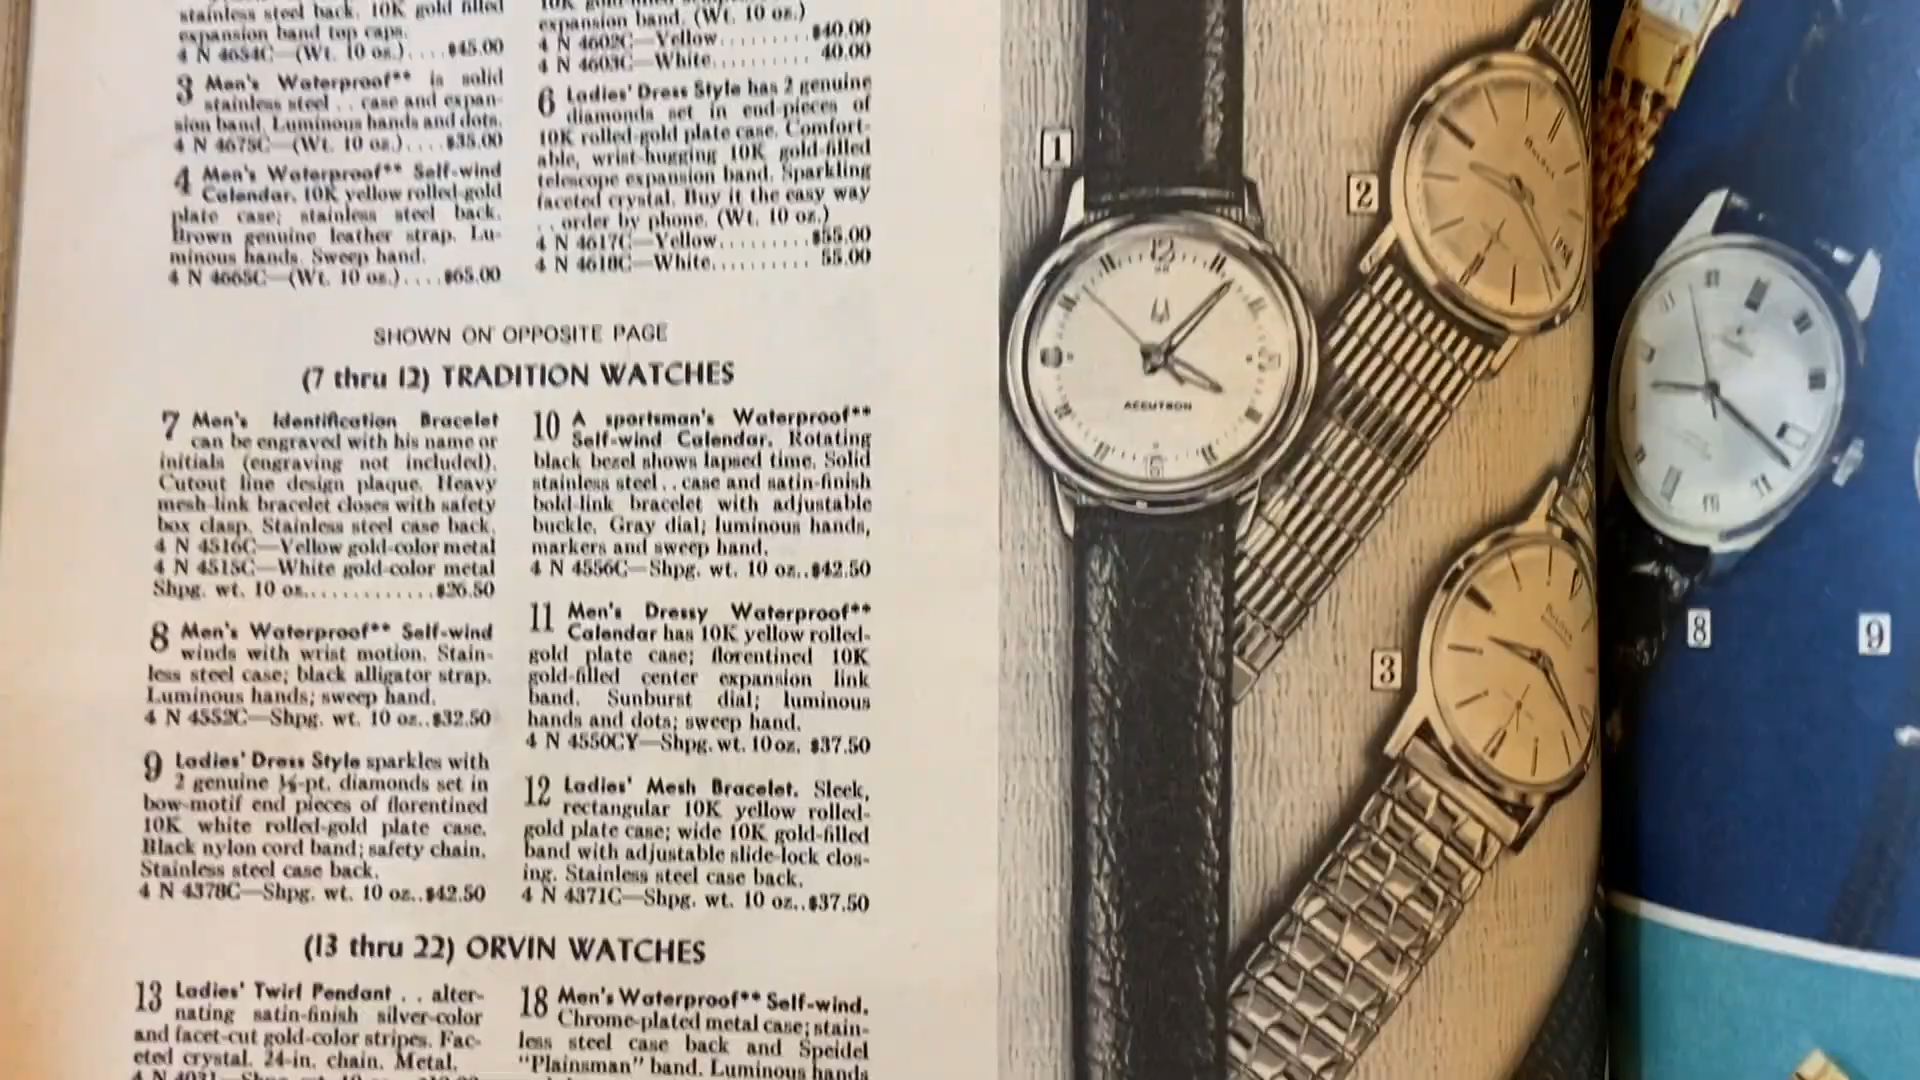 stainless steel back. 10K gold filled
expansion band top caps.
4 N 4654C—(Wt. 10 oz.)....$45.00
3 Men's Waterproof** is solid
stainless steel . . case and expan-
sion band. Luminous hands and dots.
4 N 4675C—(Wt. 10 oz.)....$35.00
4 Men's Waterproof** Self-wind
Calendar. 10K yellow rolled-gold
plate case; stainless steel back.
Brown genuine leather strap. Lu-
minous hands. Sweep hand.
4 N 4665C—(Wt. 10 oz.)....$65.00
expansion band. (Wt. 10 oz.)
4 N 4602C—Yellow.........$40.00
4 N 4603C—White.......... 40.00
6 Ladies' Dress Style has 2 genuine
diamonds set in end-pieces of
10K rolled-gold plate case. Comfort-
able, wrist-hugging 10K gold-filled
telescope expansion band. Sparkling
faceted crystal. Buy it the easy way
. . order by phone. (Wt. 10 oz.)
4 N 4617C—Yellow.........$55.00
4 N 4618C—White.......... 55.00
SHOWN ON OPPOSITE PAGE
(7 thru 12) TRADITION WATCHES
7 Men's Identification Bracelet
can be engraved with his name or
initials (engraving not included).
Cutout line design plaque. Heavy
mesh-link bracelet closes with safety
box clasp. Stainless steel case back.
4 N 4516C—Yellow gold-color metal
4 N 4515C—White gold-color metal
Shpg. wt. 10 oz.............$26.50
8 Men's Waterproof** Self-wind
winds with wrist motion. Stain-
less steel case; black alligator strap.
Luminous hands; sweep hand.
4 N 4552C—Shpg. wt. 10 oz..$32.50
9 Ladies' Dress Style sparkles with
2 genuine ½-pt. diamonds set in
bow-motif end pieces of florentined
10K white rolled-gold plate case.
Black nylon cord band; safety chain.
Stainless steel case back.
4 N 4378C—Shpg. wt. 10 oz..$42.50
10 A sportsman's Waterproof**
Self-wind Calendar. Rotating
black bezel shows lapsed time. Solid
stainless steel . . case and satin-finish
bold-link bracelet with adjustable
buckle. Gray dial; luminous hands,
markers and sweep hand.
4 N 4556C—Shpg. wt. 10 oz..$42.50
11 Men's Dressy Waterproof**
Calendar has 10K yellow rolled-
gold plate case; florentined 10K
gold-filled center expansion link
band. Sunburst dial; luminous
hands and dots; sweep hand.
4 N 4550CY—Shpg. wt. 10 oz. $37.50
12 Ladies' Mesh Bracelet. Sleek,
rectangular 10K yellow rolled-
gold plate case; wide 10K gold-filled
band with adjustable slide-lock clos-
ing. Stainless steel case back.
4 N 4371C—Shpg. wt. 10 oz..$37.50
(13 thru 22) ORVIN WATCHES
13 Ladies' Twirl Pendant . . alter-
nating satin-finish silver-color
and facet-cut gold-color stripes. Fac-
eted crystal. 24-in. chain. Metal.
18 Men's Waterproof** Self-wind.
Chrome-plated metal case; stain-
less steel case back and Speidel
"Plainsman" band. Luminous hands
1
12
ACCUTRON
6
2
BULOVA
3
BULOVA
8
9